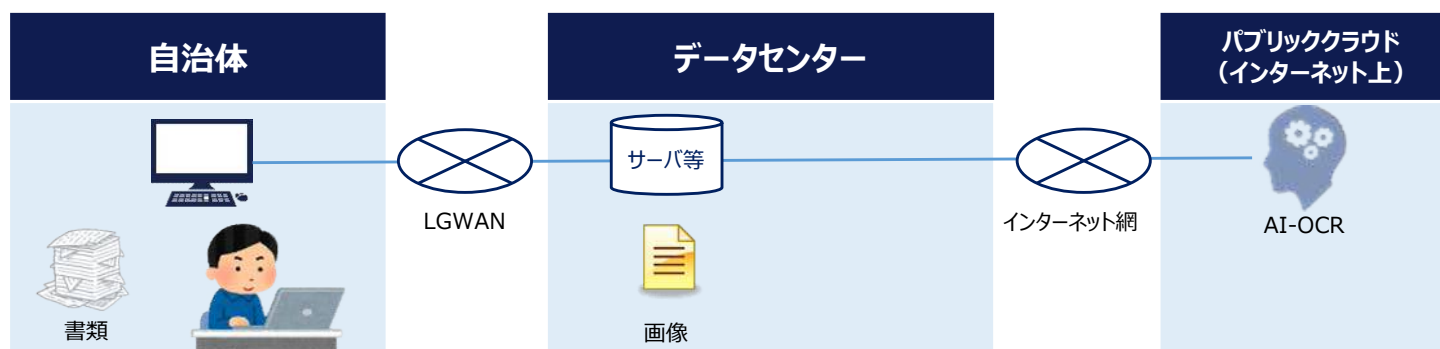 自治体
データセンター
パブリッククラウド
（インターネット上）
サーバ等
LGWAN
インターネット網
AI-OCR
書類
画像